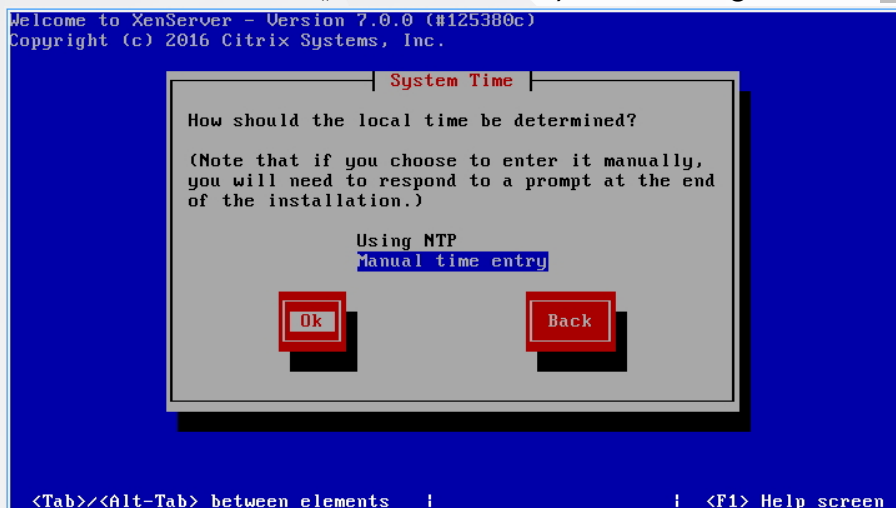 Welcome to XenServer - Version 7.0.0 (#125380c)
Copyright (c) 2016 Citrix Systems, Inc.
System Time
How should the local time be determined?
(Note that if you choose to enter it manually,
you will need to respond to a prompt at the end
of the installation.)
Using NTP
Manual time entry
Ok Back
<Tab>/<Alt-Tab> between elements | | <F1> Help screen